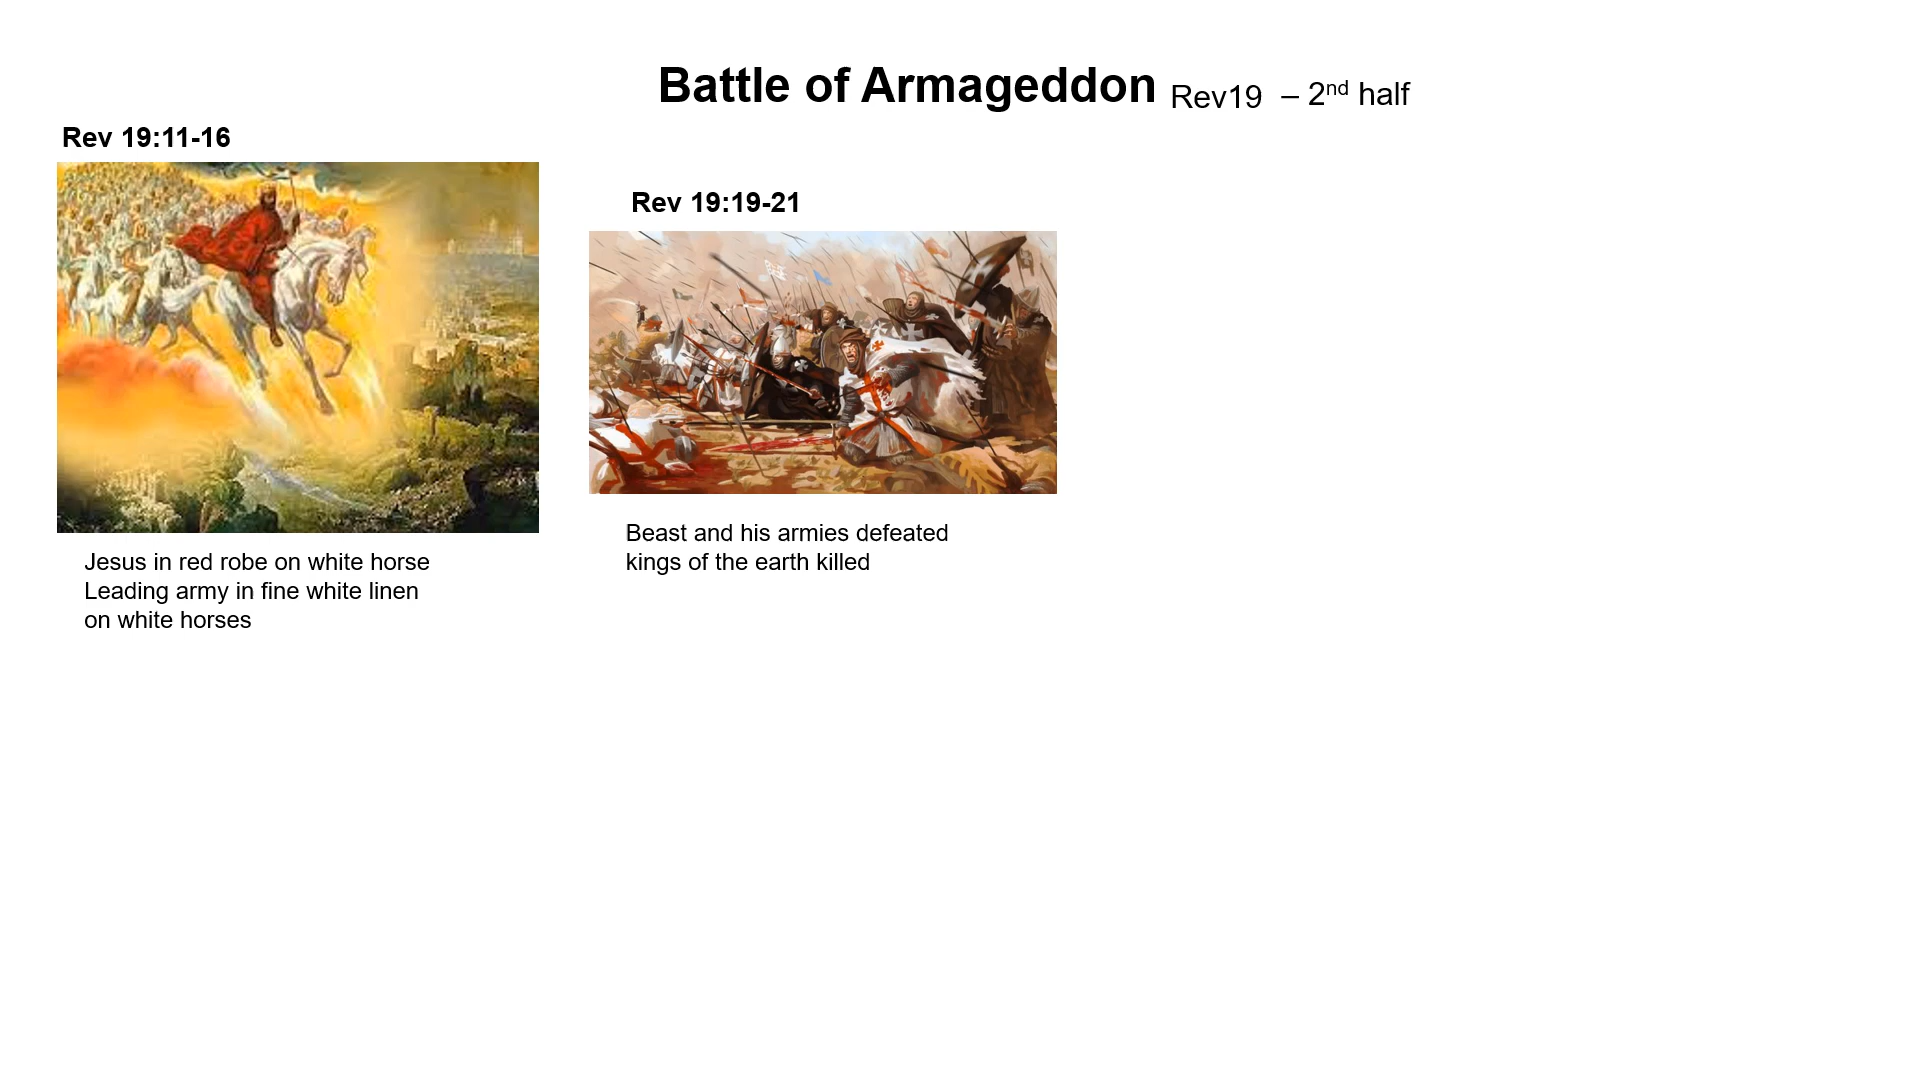 Battle of Armageddon Rev19 – 2nd half
Rev 19:11-16
Rev 19:19-21
Jesus in red robe on white horse
Leading army in fine white linen
on white horses
Beast and his armies defeated
kings of the earth killed